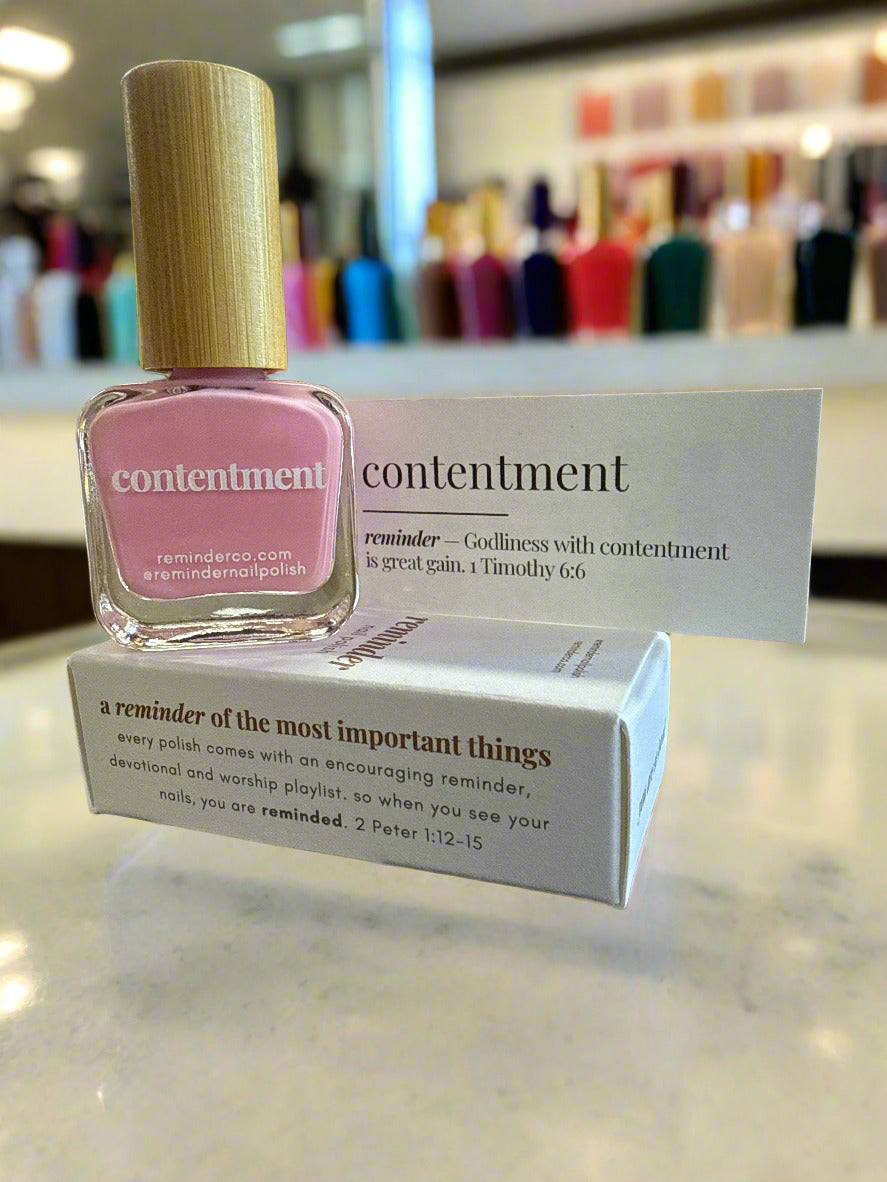 contentment
reminderco.com
@remindernailpolish
contentment
reminder — Godliness with contentment
is great gain. 1 Timothy 6:6
reminder
nail polish
a reminder of the most important things
every polish comes with an encouraging reminder,
devotional and worship playlist. so when you see your
nails, you are reminded. 2 Peter 1:12-15